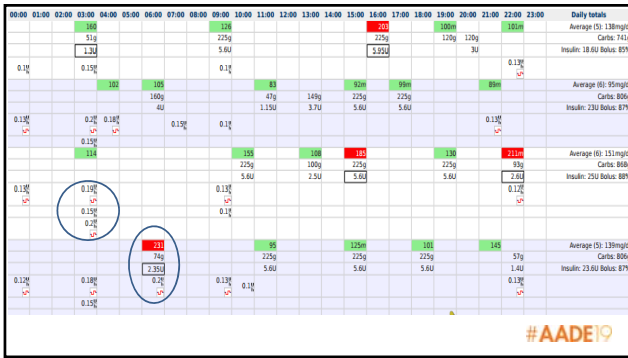 00:00 01:00 02:00 03:00 04:00 05:00 06:00 07:00 08:00 09:00 10:00 11:00 12:00 13:00 14:00 15:00 16:00 17:00 18:00 19:00 20:00 21:00 22:00 23:00 Daily totals
160 126 203 100m 101m Average (5): 138mg/d
51g 225g 225g 120g 120g Carbs: 741
1.3U 5.6U 5.95U 3U Insulin: 18.6U Bolus: 85%
0.1 0.15 0.1 0.13
102 105 83 92m 99m 89m Average (6): 95mg/d
160g 47g 149g 225g 225g Carbs: 806
4U 1.15U 3.7U 5.6U 5.6U Insulin: 23U Bolus: 87%
0.13 0.2 0.18 0.15 0.1 0.13
0.15
114 155 108 185 130 211m Average (6): 151mg/d
225g 100g 225g 225g 93g Carbs: 868
5.6U 2.5U 5.6U 5.6U 2.6U Insulin: 25U Bolus: 88%
0.13 0.19 0.13 0.12
0.15 0.1
0.2
231 95 125m 101 145 Average (5): 139mg/d
74g 225g 225g 225g 57g Carbs: 806
2.35U 5.6U 5.6U 5.6U 1.4U Insulin: 23.6U Bolus: 87%
0.12 0.18 0.2 0.13 0.1 0.13
0.15
#AADE19